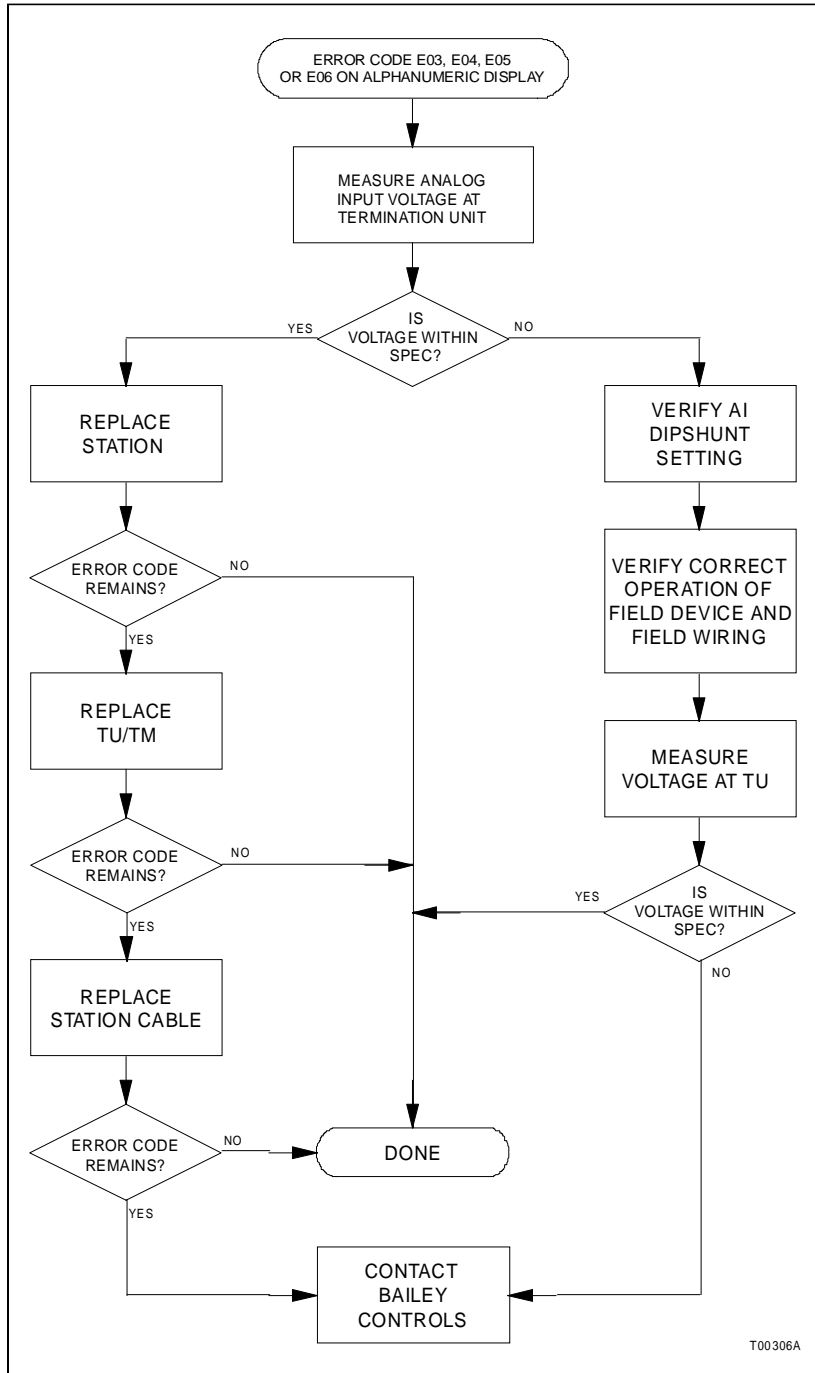 ERROR CODE E03, E04, E05
OR E06 ON ALPHANUMERIC DISPLAY
MEASURE ANALOG
INPUT VOLTAGE AT
TERMINATION UNIT
IS
VOLTAGE WITHIN
SPEC?
YES
NO
REPLACE
STATION
VERIFY AI
DIPSHUNT
SETTING
ERROR CODE
REMAINS?
NO
YES
VERIFY CORRECT
OPERATION OF
FIELD DEVICE AND
FIELD WIRING
REPLACE
TU/TM
MEASURE
VOLTAGE AT TU
ERROR CODE
REMAINS?
NO
YES
YES
IS
VOLTAGE WITHIN
SPEC?
NO
REPLACE
STATION CABLE
ERROR CODE
REMAINS?
NO
YES
DONE
CONTACT
BAILEY
CONTROLS
T00306A